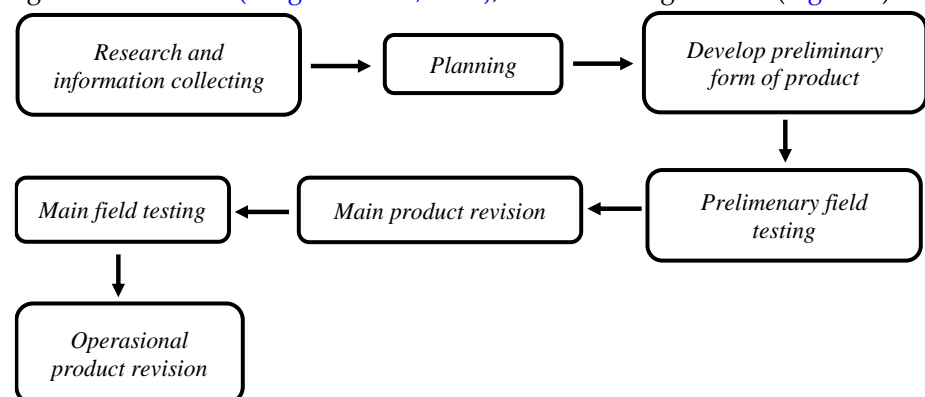 Research and
information collecting
Planning
Develop preliminary
form of product
Prelimenary field
testing
Main product revision
Main field testing
Operasional
product revision